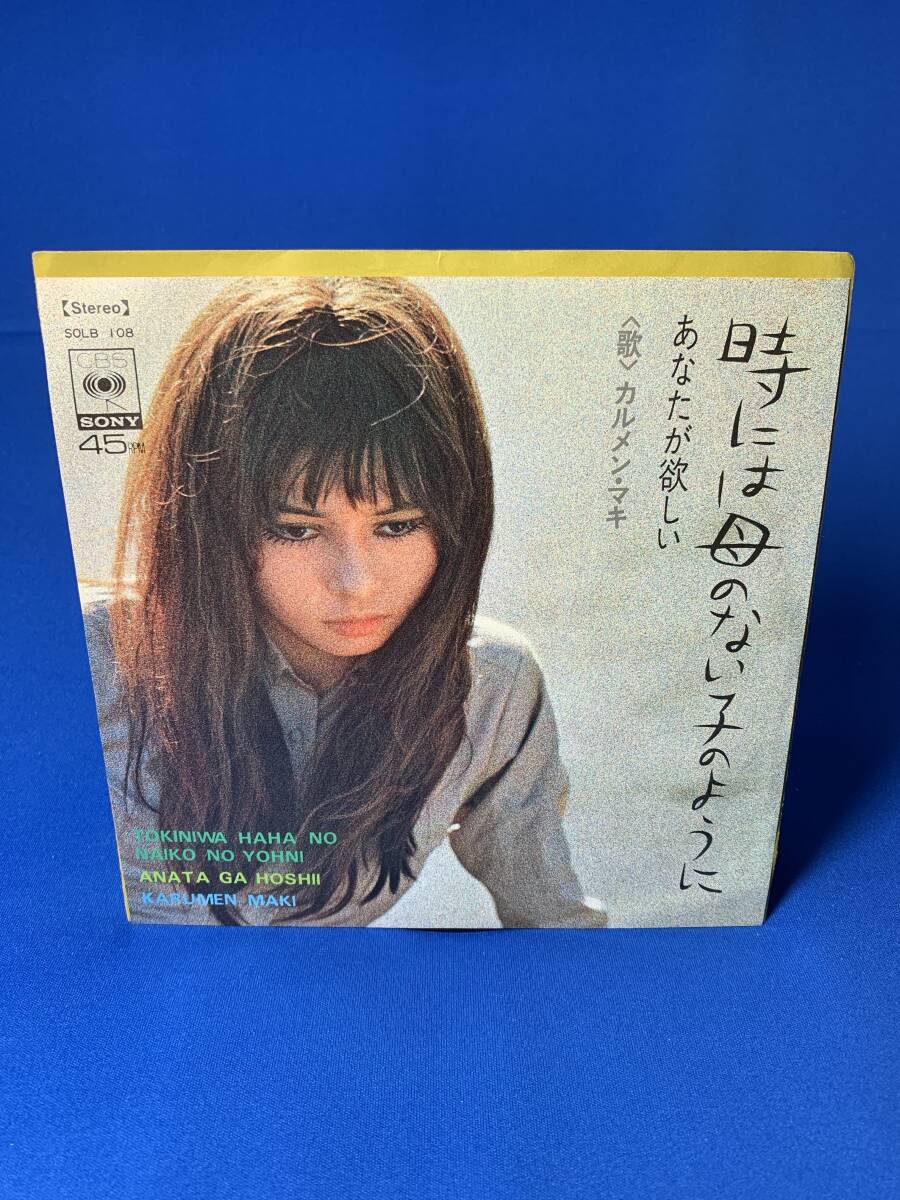 【Stereo】
SOLB 108
CBS
SONY
45RPM
時には母のない子のように
あなたが欲しい
〈歌〉カルメン・マキ
TOKINIWA HAHA NO
NAIKO NO YOHNI
ANATA GA HOSHII
KARUMEN MAKI